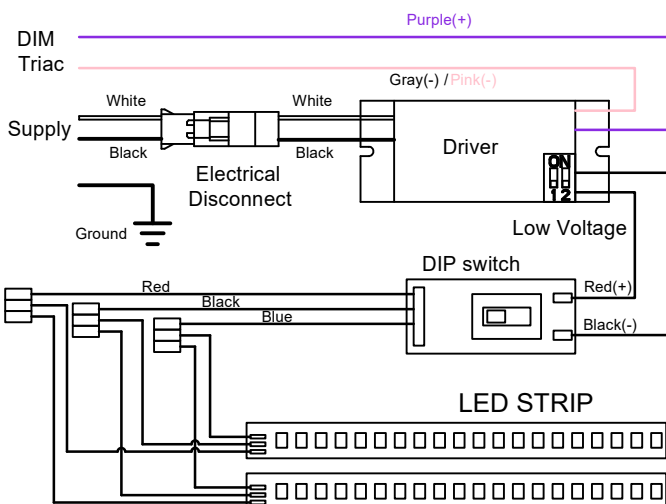 Purple(+)
DIM
Triac
Gray(-) /Pink(-)
White
White
Supply
Driver
Black
Black
ON
1 2
Electrical
Disconnect
Ground
Low Voltage
DIP switch
Red
Red(+)
Black
Blue
Black(-)
LED STRIP